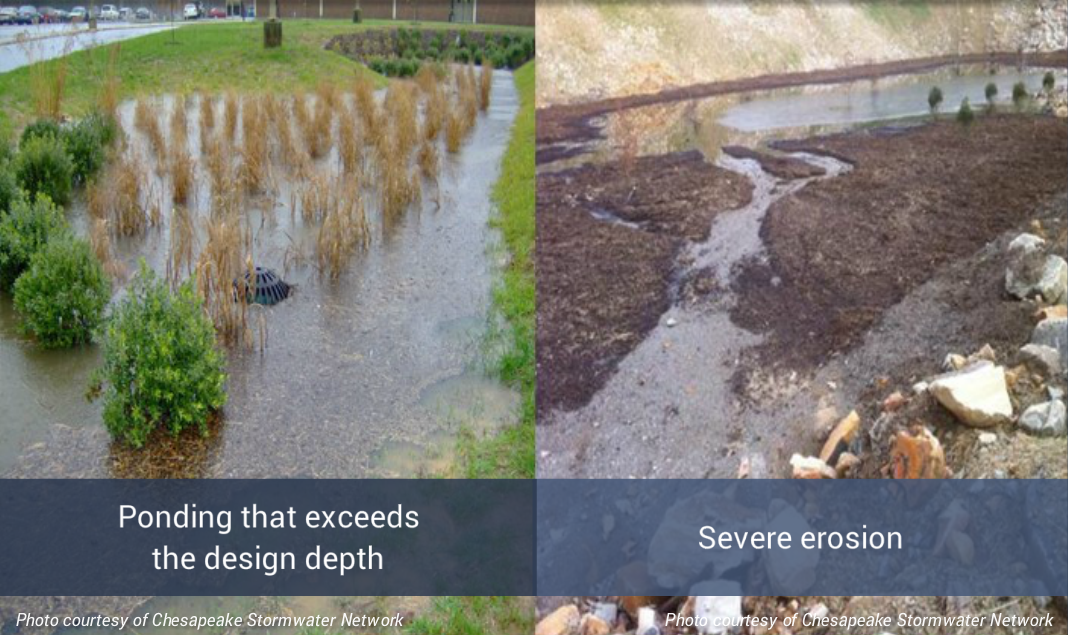 Ponding that exceeds
the design depth
Severe erosion
Photo courtesy of Chesapeake Stormwater Network
Photo courtesy of Chesapeake Stormwater Network